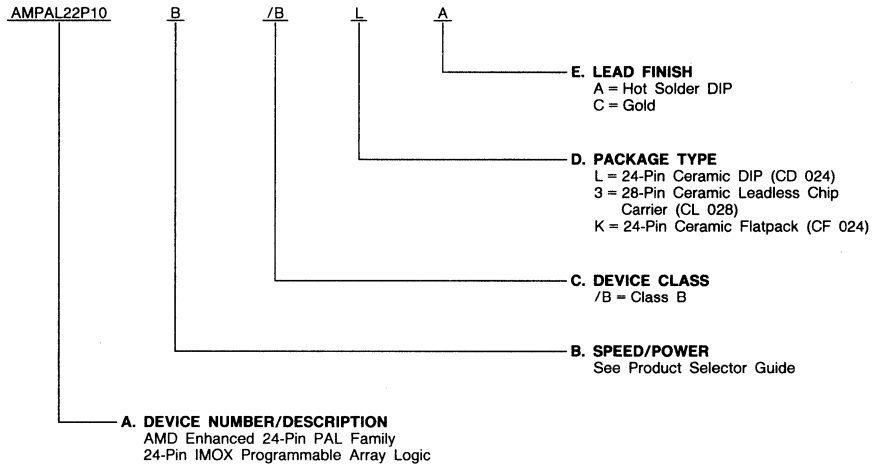 AMPAL22P10 B /B L A
E. LEAD FINISH
A = Hot Solder DIP
C = Gold
D. PACKAGE TYPE
L = 24-Pin Ceramic DIP (CD 024)
3 = 28-Pin Ceramic Leadless Chip
Carrier (CL 028)
K = 24-Pin Ceramic Flatpack (CF 024)
C. DEVICE CLASS
/B = Class B
B. SPEED/POWER
See Product Selector Guide
A. DEVICE NUMBER/DESCRIPTION
AMD Enhanced 24-Pin PAL Family
24-Pin IMOX Programmable Array Logic